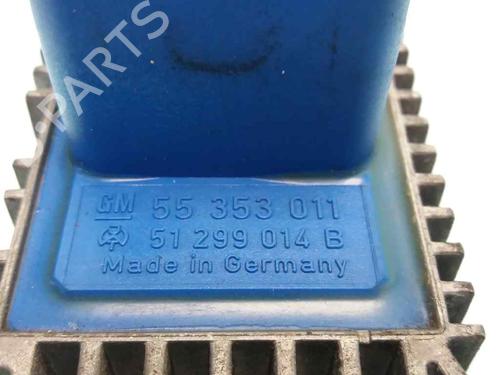 PARTS
GM 55 353 011
51 299 014 B
Made in Germany